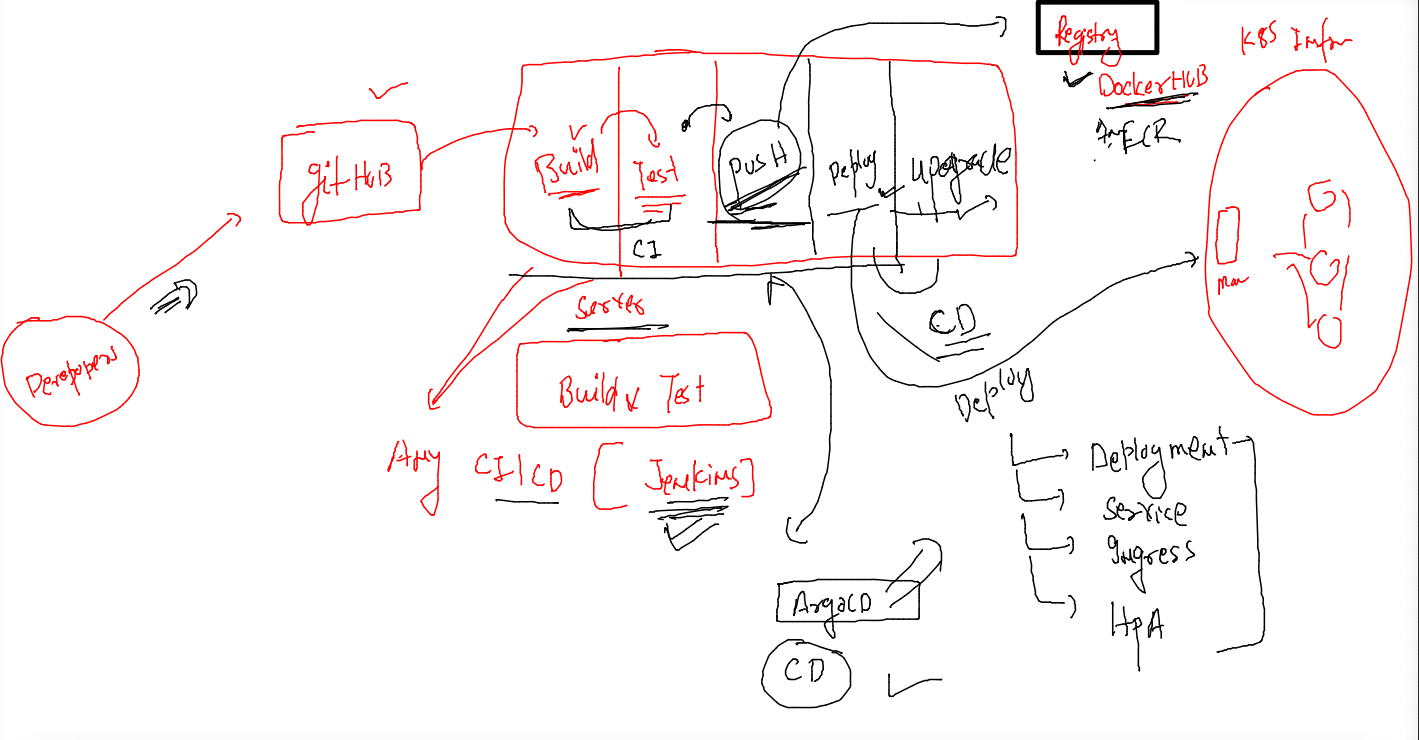 Registry
K8S Infra
DockerHUB
ECR
gitHUB
Build
Test
PUSH
Deploy
Upgrade
CI
Server
CD
Man
Developers
Build & Test
Deploy
Any CI/CD [Jenkins]
Deployment
Service
Ingress
HPA
ArgoCD
CD